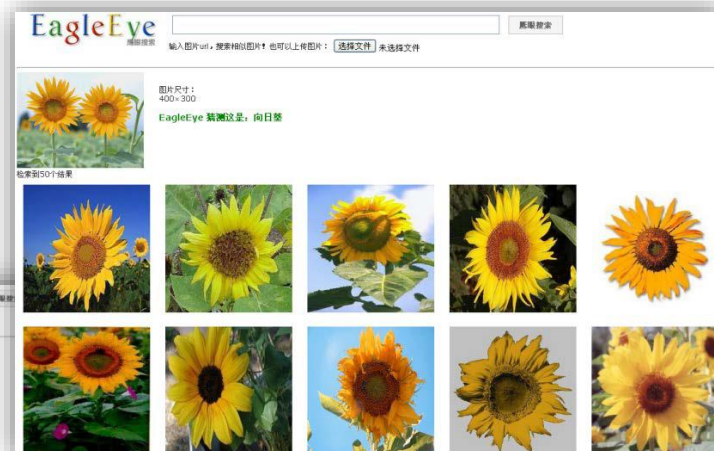 EagleEye
鹰眼搜索
鹰眼搜索
输入图片url，搜索相似图片！也可以上传图片： 选择文件 未选择文件
图片尺寸：
400×300
EagleEye 猜测这是：向日葵
检索到50个结果